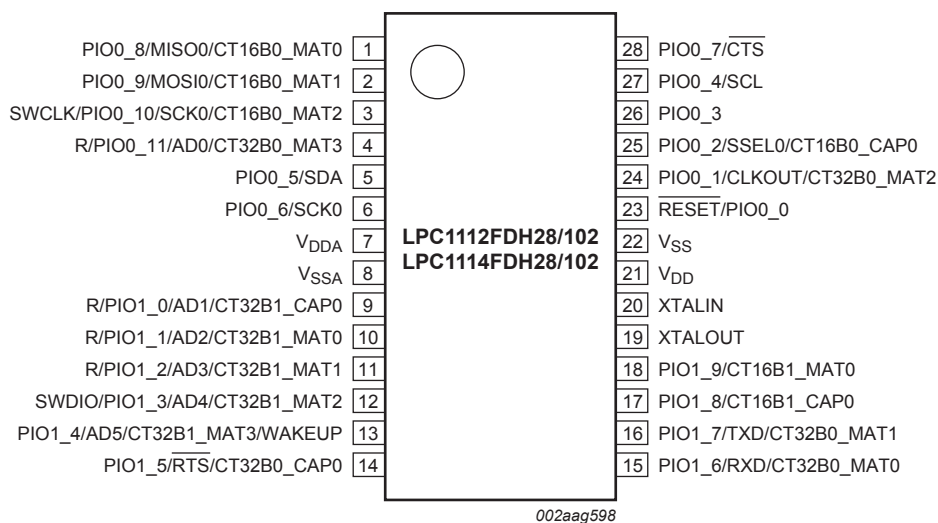 PIO0_8/MISO0/CT16B0_MAT0 1
PIO0_9/MOSI0/CT16B0_MAT1 2
SWCLK/PIO0_10/SCK0/CT16B0_MAT2 3
R/PIO0_11/AD0/CT32B0_MAT3 4
PIO0_5/SDA 5
PIO0_6/SCK0 6
VDDA 7
VSSA 8
R/PIO1_0/AD1/CT32B1_CAP0 9
R/PIO1_1/AD2/CT32B1_MAT0 10
R/PIO1_2/AD3/CT32B1_MAT1 11
SWDIO/PIO1_3/AD4/CT32B1_MAT2 12
PIO1_4/AD5/CT32B1_MAT3/WAKEUP 13
PIO1_5/RTS/CT32B0_CAP0 14
LPC1112FDH28/102
LPC1114FDH28/102
28 PIO0_7/CTS
27 PIO0_4/SCL
26 PIO0_3
25 PIO0_2/SSEL0/CT16B0_CAP0
24 PIO0_1/CLKOUT/CT32B0_MAT2
23 RESET/PIO0_0
22 VSS
21 VDD
20 XTALIN
19 XTALOUT
18 PIO1_9/CT16B1_MAT0
17 PIO1_8/CT16B1_CAP0
16 PIO1_7/TXD/CT32B0_MAT1
15 PIO1_6/RXD/CT32B0_MAT0
002aag598